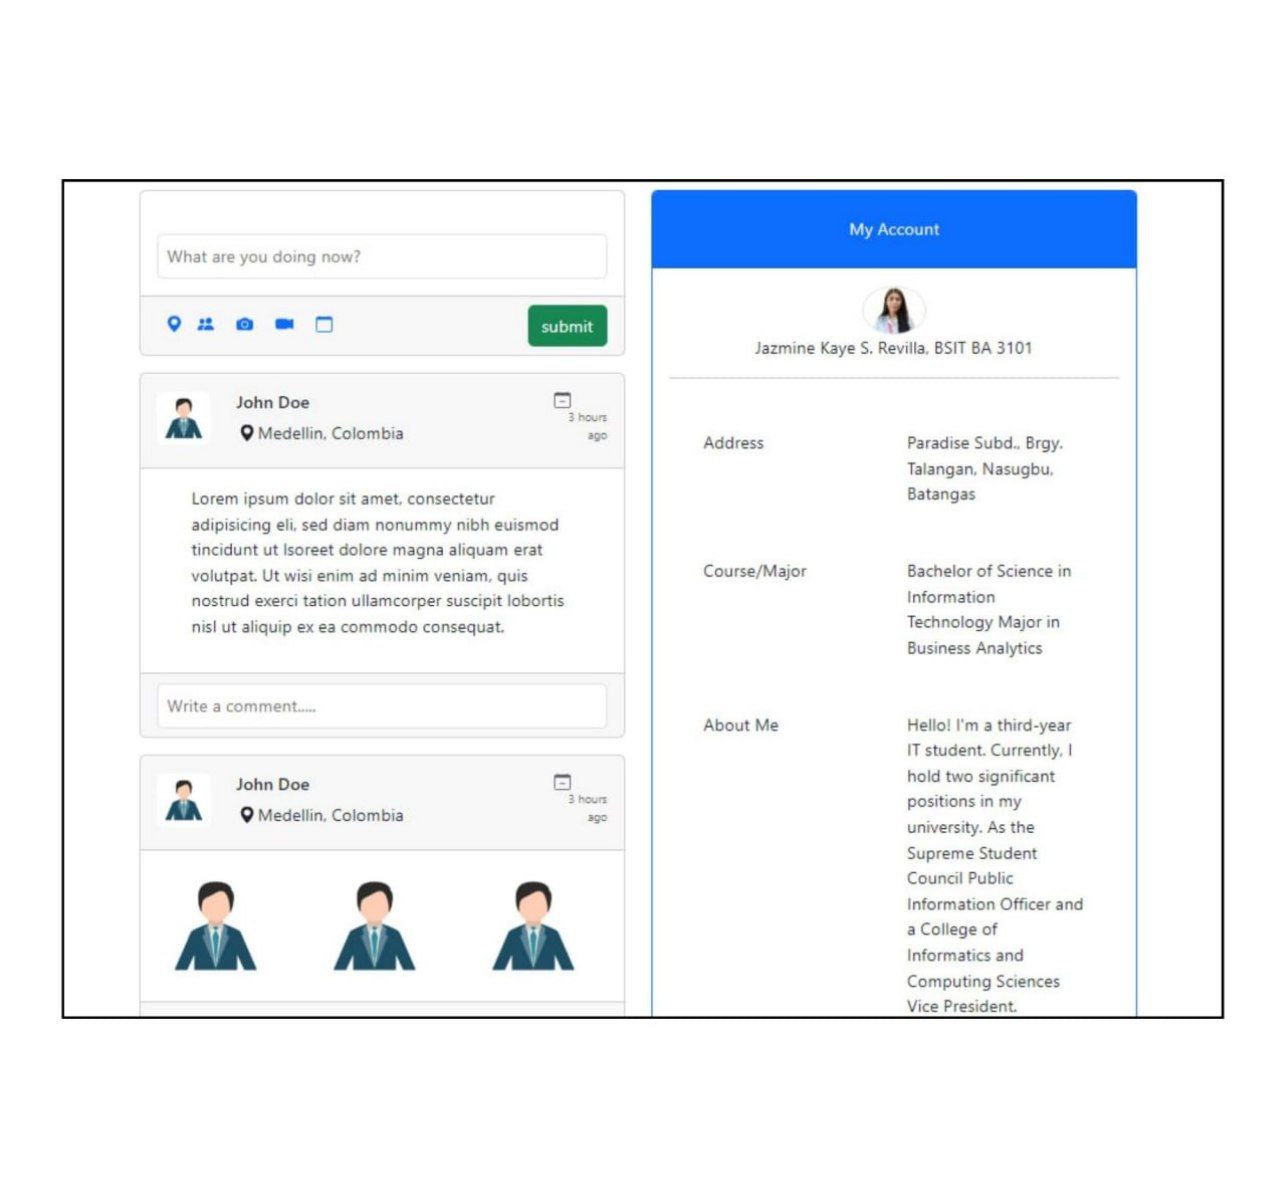 What are you doing now?
submit
John Doe
Medellin, Colombia
3 hours
ago
Lorem ipsum dolor sit amet, consectetur
adipisicing eli, sed diam nonummy nibh euismod
tincidunt ut lsoreet dolore magna aliquam erat
volutpat. Ut wisi enim ad minim veniam, quis
nostrud exerci tation ullamcorper suscipit lobortis
nisl ut aliquip ex ea commodo consequat.
Write a comment.....
John Doe
Medellin, Colombia
3 hours
ago
My Account
Jazmine Kaye S. Revilla, BSIT BA 3101
Address
Paradise Subd., Brgy.
Talangan, Nasugbu,
Batangas
Course/Major
Bachelor of Science in
Information
Technology Major in
Business Analytics
About Me
Hello! I'm a third-year
IT student. Currently, I
hold two significant
positions in my
university. As the
Supreme Student
Council Public
Information Officer and
a College of
Informatics and
Computing Sciences
Vice President.